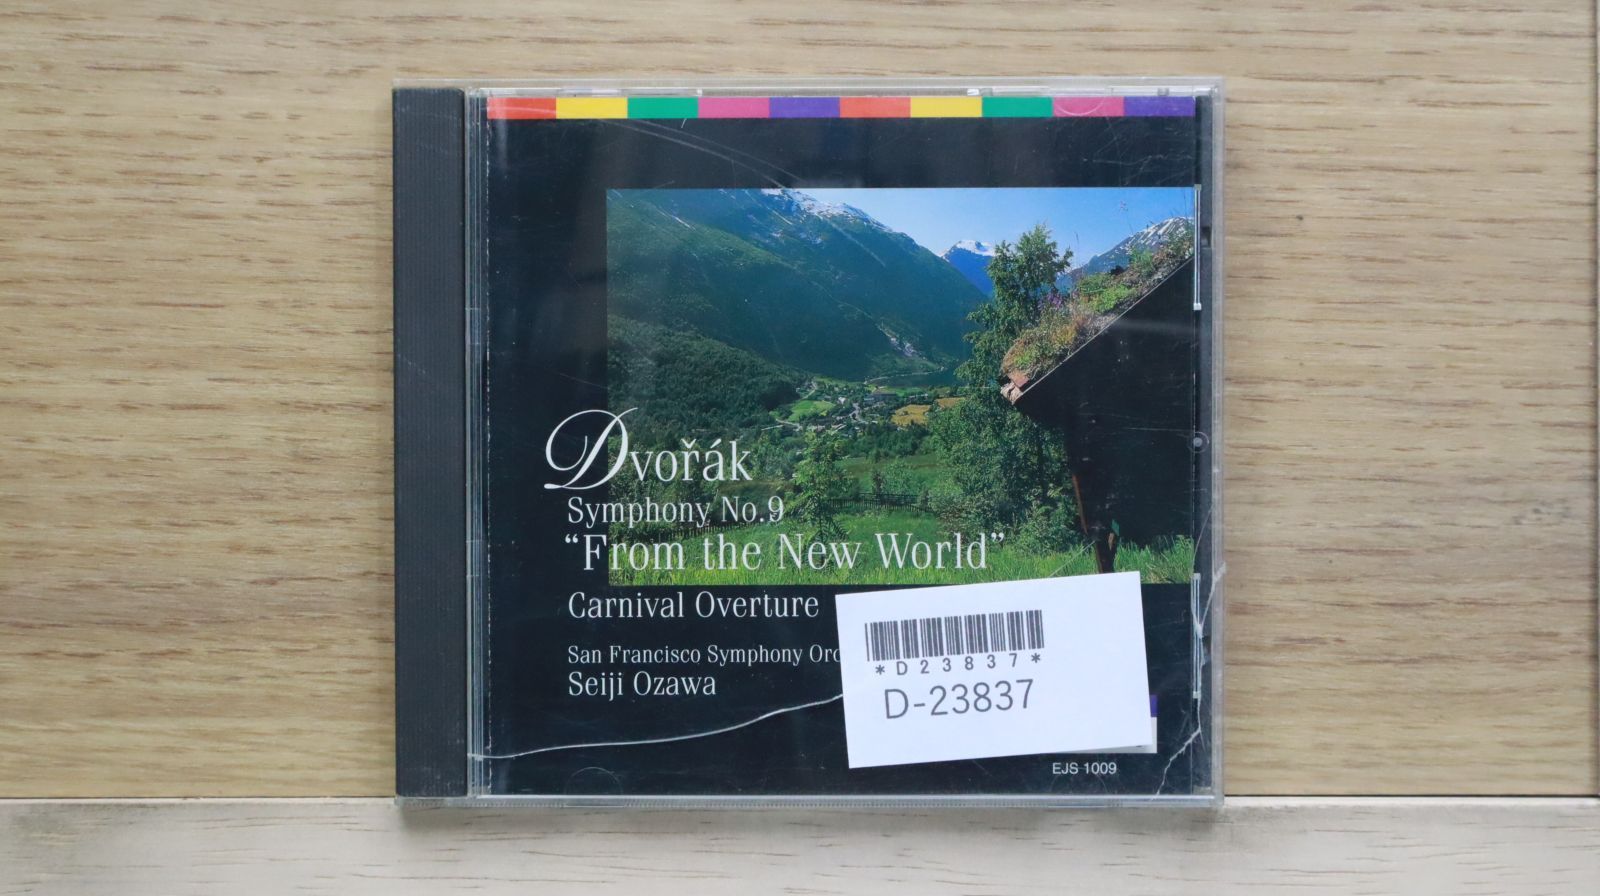 Dvořák
Symphony No.9
“From the New World”
Carnival Overture
San Francisco Symphony
Seiji Ozawa
*D23837*
D-23837
EJS 1009